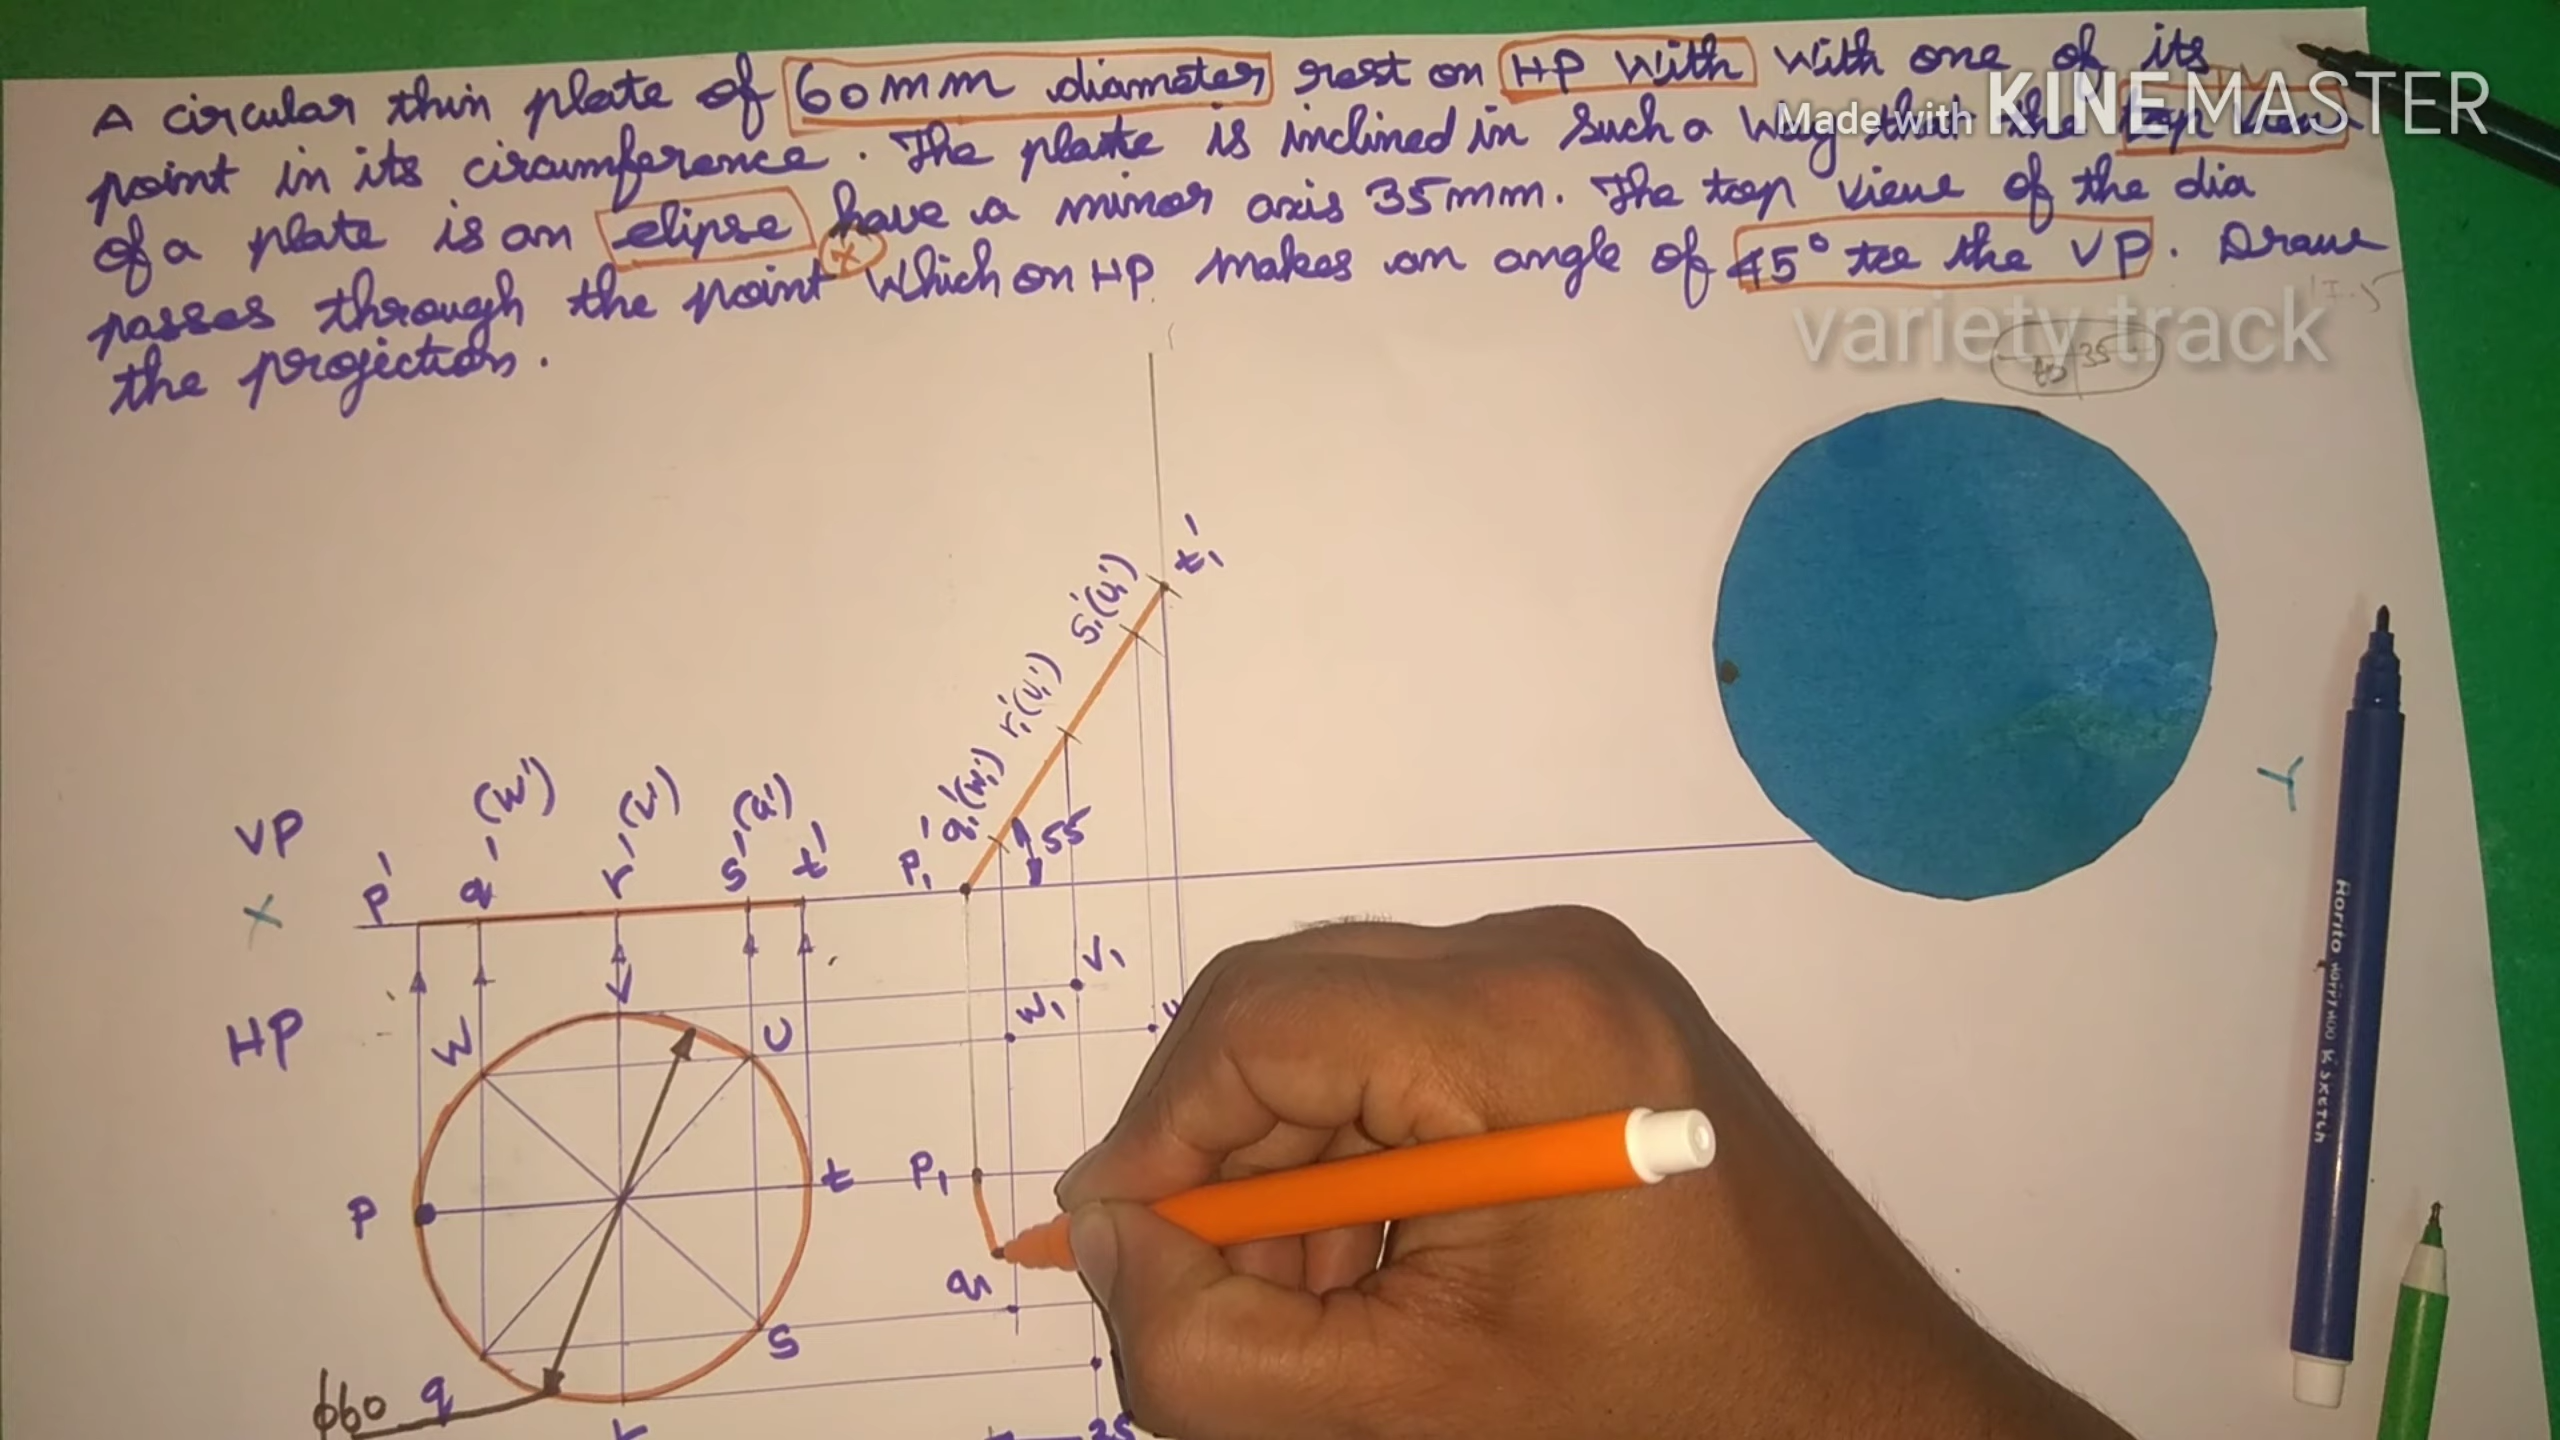 A circular thin plate of 60mm diameter rest on HP with with one of its
point in its circumference. The plate is inclined in such a way that the top view
of a plate is an elipse have a minor axis 35mm. The top view of the dia
passes through the point which on HP makes an angle of 45° to the VP. Draw
the projection.
Made with KINEMASTER
variety track
35
t₁'
s₁'(u₁')
r₁'(v₁')
q₁'(w₁')
P₁'
55
VP
(w')
(v')
(u')
p'
q'
r'
s'
t'
X
Y
HP
V
W
U
V₁
W₁
P
t
P₁
q₁
S
q
r
ϕ60
35
Horito
SKETCH